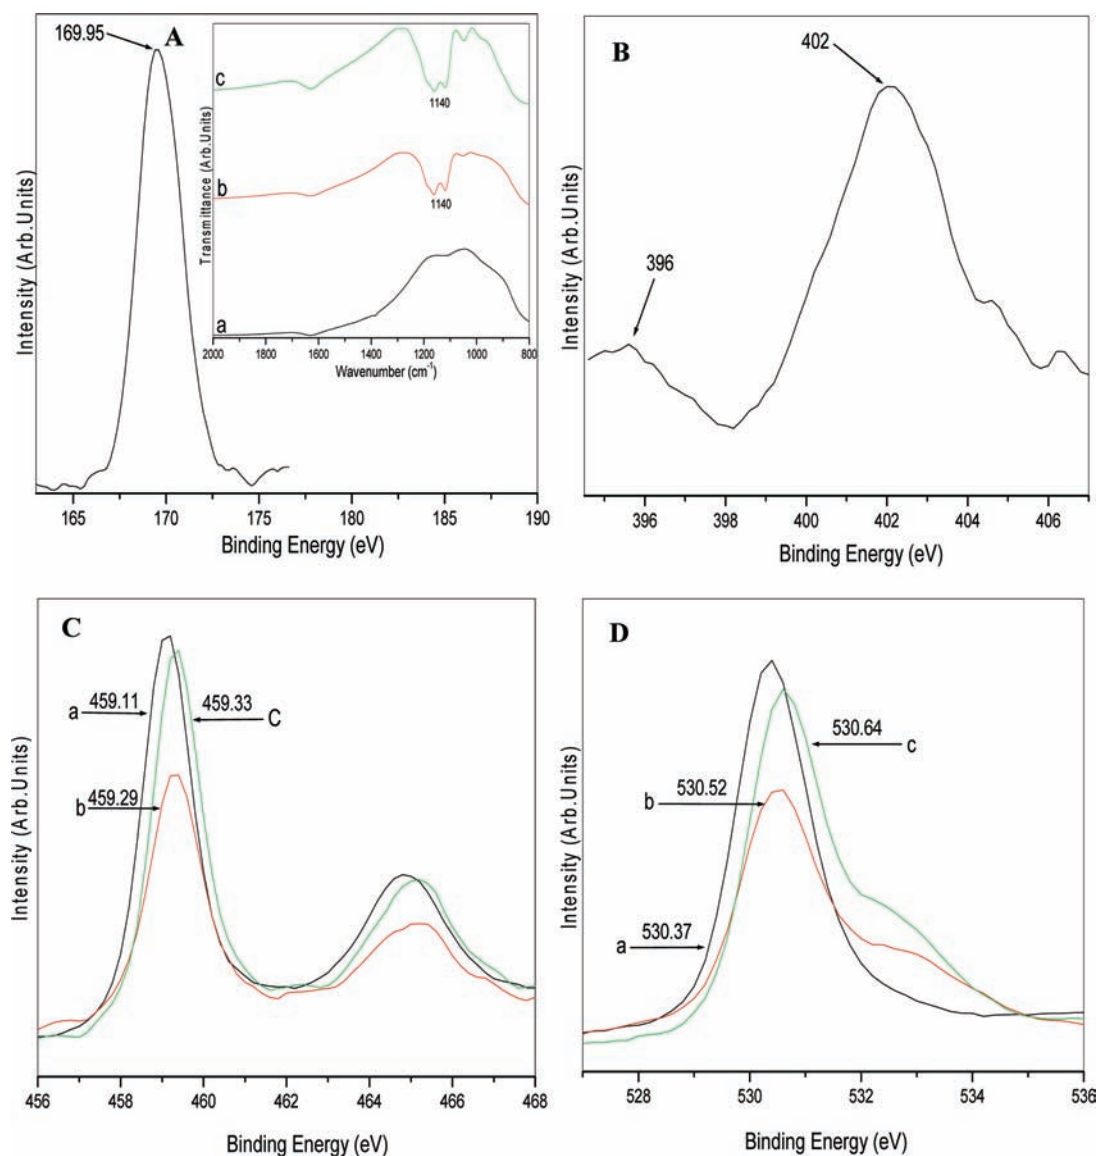 169.95
A
c
1140
b
1140
a
Transmittance (Arb.Units)
2000 1800 1600 1400 1200 1000 800
Wavenumber (cm-1)
Intensity (Arb.Units)
165 170 175 180 185 190
Binding Energy (eV)
B
402
396
Intensity (Arb.Units)
396 398 400 402 404 406
Binding Energy (eV)
C
a 459.11
459.33 C
b 459.29
Intensity (Arb.Units)
456 458 460 462 464 466 468
Binding Energy (eV)
D
530.64 c
b 530.52
a 530.37
Intensity (Arb.Units)
528 530 532 534 536
Binding Energy (eV)